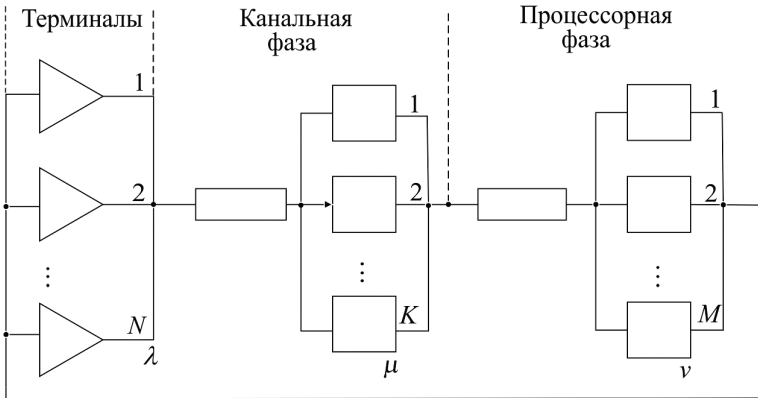 Терминалы
Канальная
фаза
Процессорная
фаза
1
1
1
2
2
2
⋮
⋮
⋮
N
K
M
λ
μ
ν